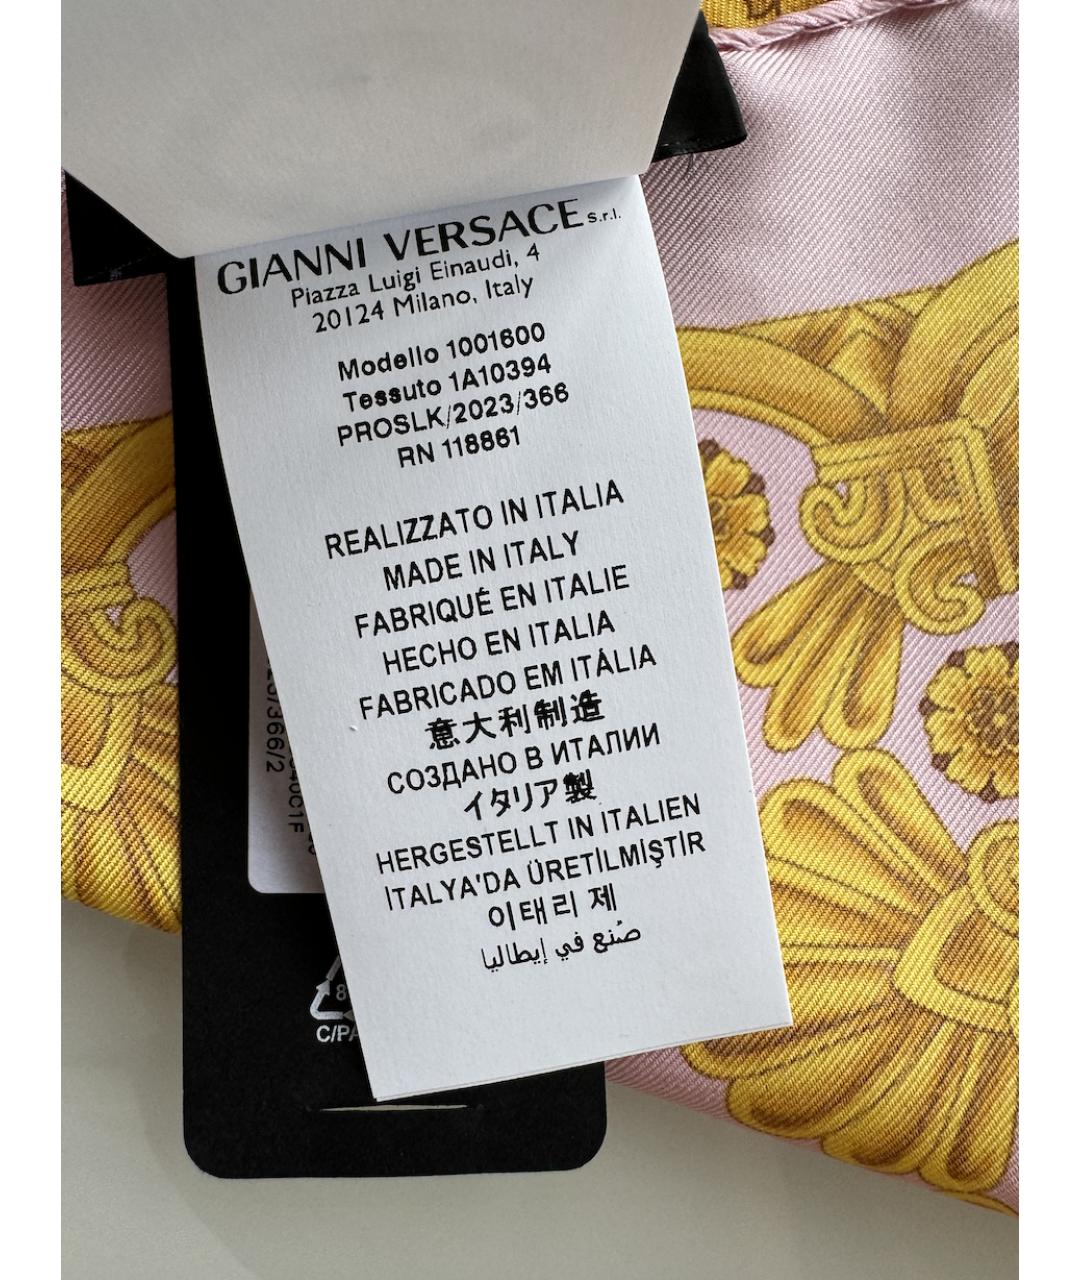 GIANNI VERSACE s.r.l.
Piazza Luigi Einaudi, 4
20124 Milano, Italy
Modello 1001600
Tessuto 1A10394
PROSLK/2023/366
RN 118861
REALIZZATO IN ITALIA
MADE IN ITALY
FABRIQUÉ EN ITALIE
HECHO EN ITALIA
FABRICADO EM ITÁLIA
意大利制造
СОЗДАНО В ИТАЛИИ
イタリア製
HERGESTELLT IN ITALIEN
İTALYA'DA ÜRETİLMİŞTİR
이태리 제
صُنع في إيطاليا